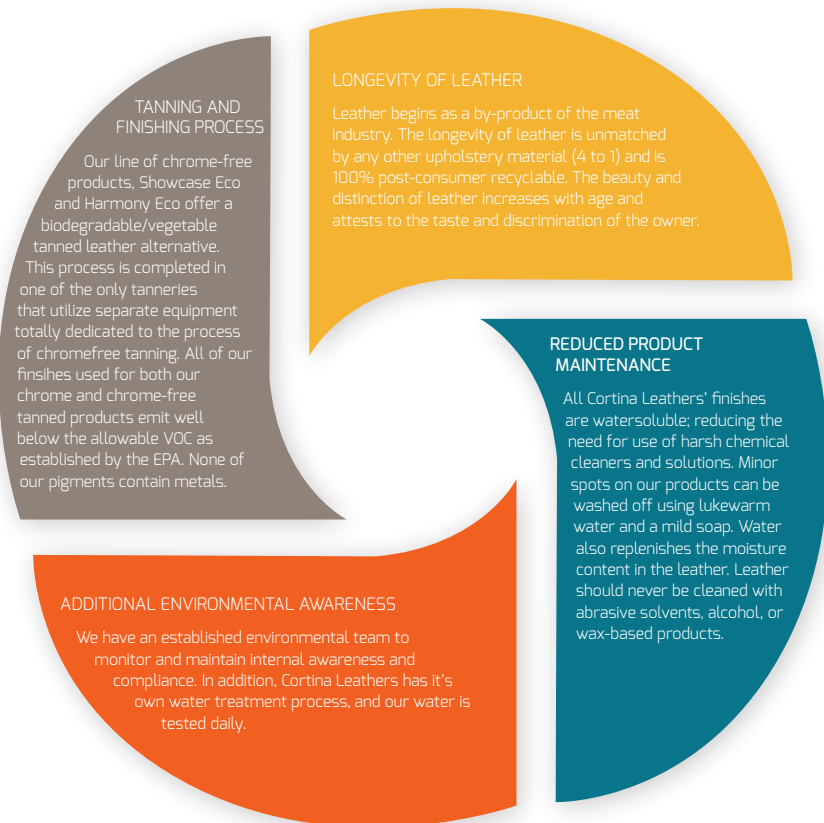 TANNING AND
FINISHING PROCESS
Our line of chrome-free
products, Showcase Eco
and Harmony Eco offer a
biodegradable/vegetable
tanned leather alternative.
This process is completed in
one of the only tanneries
that utilize separate equipment
totally dedicated to the process
of chromefree tanning. All of our
finsihes used for both our
chrome and chrome-free
tanned products emit well
below the allowable VOC as
established by the EPA. None of
our pigments contain metals.
LONGEVITY OF LEATHER
Leather begins as a by-product of the meat
industry. The longevity of leather is unmatched
by any other upholstery material (4 to 1) and is
100% post-consumer recyclable. The beauty and
distinction of leather increases with age and
attests to the taste and discrimination of the owner.
REDUCED PRODUCT
MAINTENANCE
All Cortina Leathers' finishes
are watersoluble; reducing the
need for use of harsh chemical
cleaners and solutions. Minor
spots on our products can be
washed off using lukewarm
water and a mild soap. Water
also replenishes the moisture
content in the leather. Leather
should never be cleaned with
abrasive solvents, alcohol, or
wax-based products.
ADDITIONAL ENVIRONMENTAL AWARENESS
We have an established environmental team to
monitor and maintain internal awareness and
compliance. In addition, Cortina Leathers has it's
own water treatment process, and our water is
tested daily.